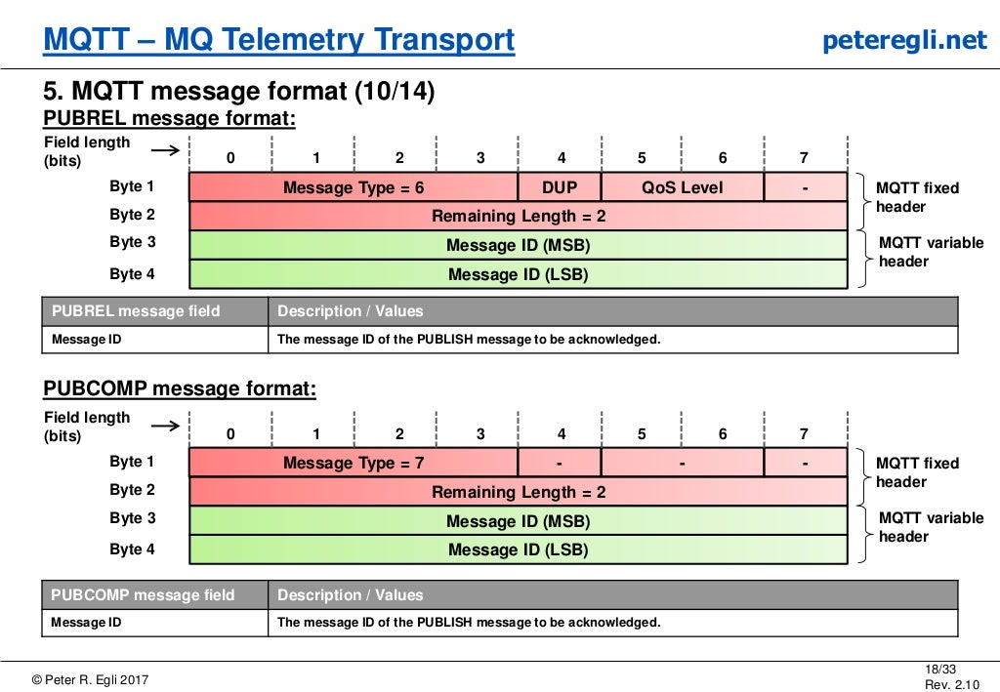 MQTT – MQ Telemetry Transport
peteregli.net
5. MQTT message format (10/14)
PUBREL message format:
Field length
(bits)
0 1 2 3 4 5 6 7
Byte 1 Message Type = 6 DUP QoS Level -
Byte 2 Remaining Length = 2
MQTT fixed
header
Byte 3 Message ID (MSB)
Byte 4 Message ID (LSB)
MQTT variable
header
PUBREL message field Description / Values
Message ID The message ID of the PUBLISH message to be acknowledged.
PUBCOMP message format:
Field length
(bits)
0 1 2 3 4 5 6 7
Byte 1 Message Type = 7 - - -
Byte 2 Remaining Length = 2
MQTT fixed
header
Byte 3 Message ID (MSB)
Byte 4 Message ID (LSB)
MQTT variable
header
PUBCOMP message field Description / Values
Message ID The message ID of the PUBLISH message to be acknowledged.
© Peter R. Egli 2017
18/33
Rev. 2.10